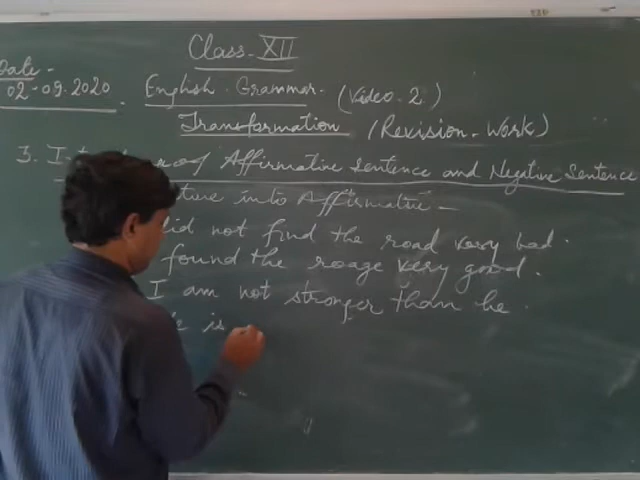 Class-XII
Date-
02-09.2020
English Grammar- (Video 2)
Transformation (Revision-Work)
3. Affirmative Sentence and Negative Sentence
into Affirmative -
did not find the road very bad.
found the roage very good.
I am not stronger than he.
is